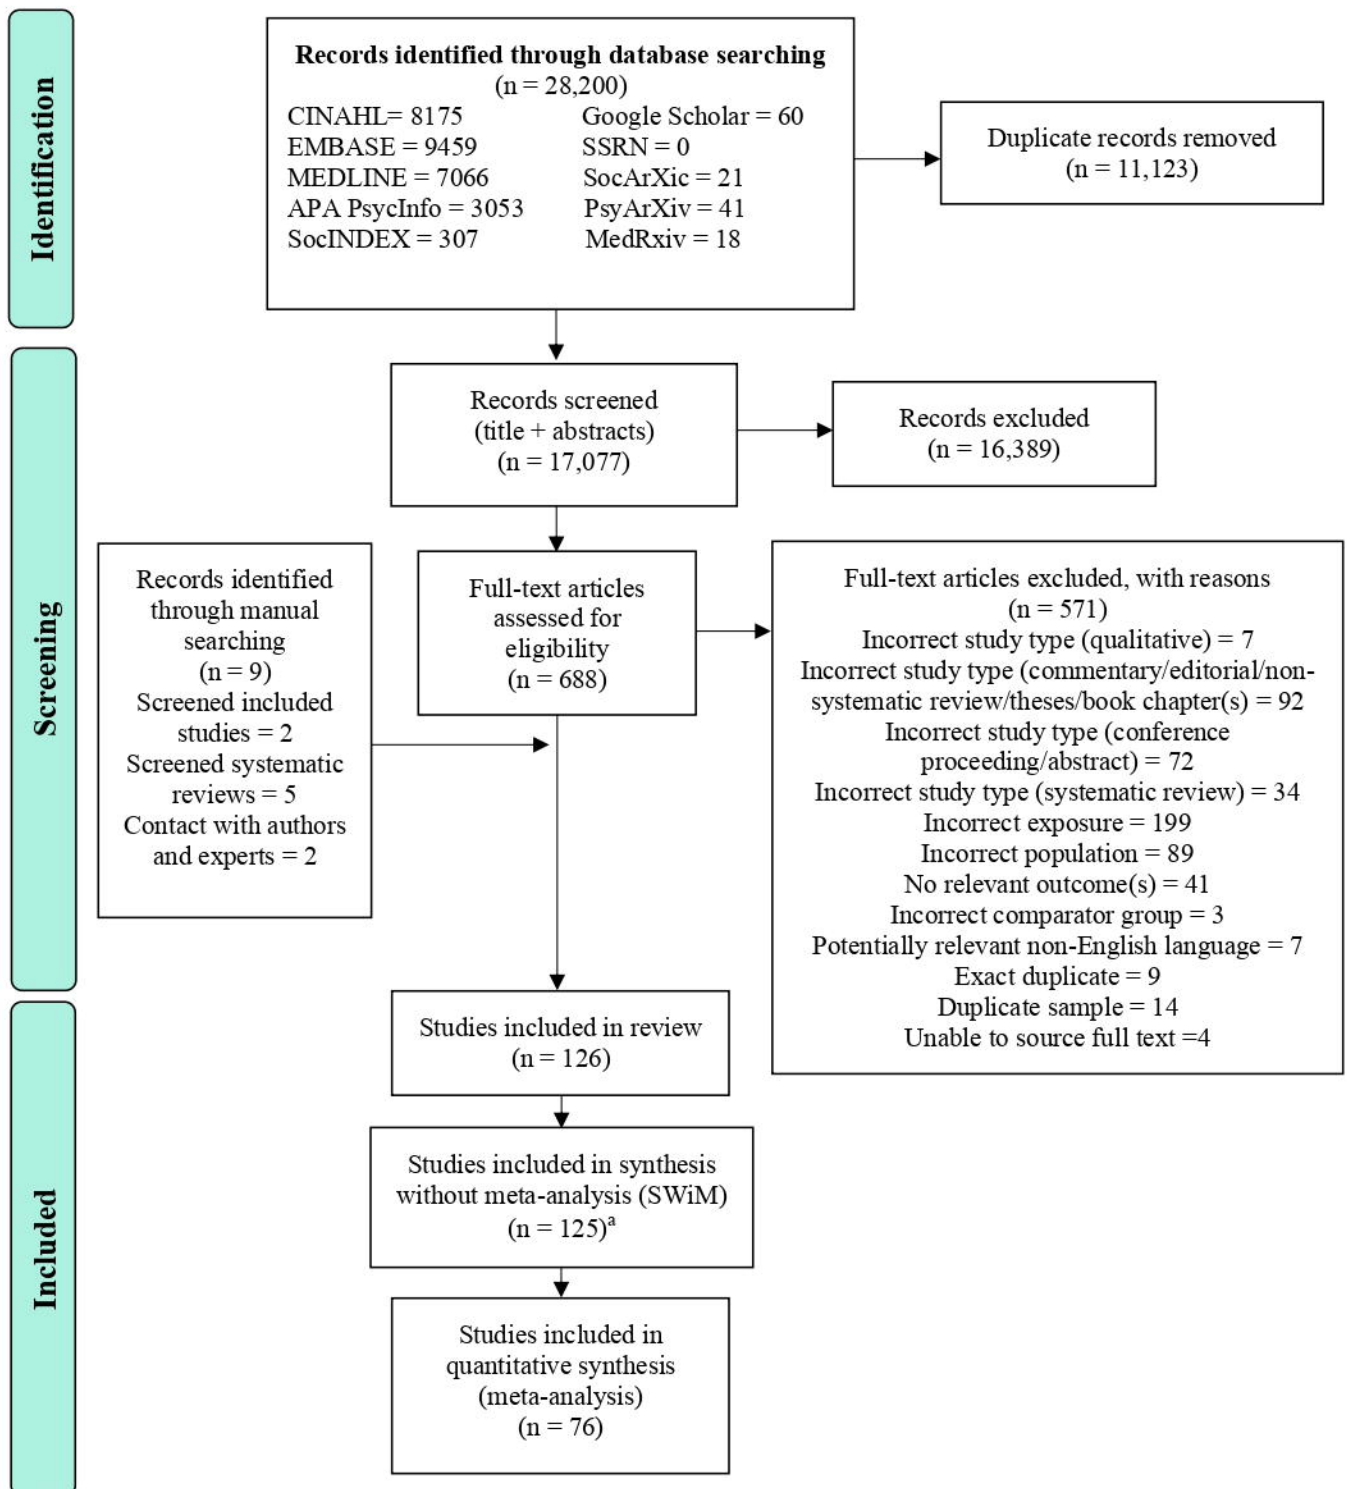 Identification
Records identified through database searching
(n = 28,200)
CINAHL= 8175
EMBASE = 9459
MEDLINE = 7066
APA PsycInfo = 3053
SocINDEX = 307
Google Scholar = 60
SSRN = 0
SocArXic = 21
PsyArXiv = 41
MedRxiv = 18
Duplicate records removed
(n = 11,123)
Screening
Records screened
(title + abstracts)
(n = 17,077)
Records excluded
(n = 16,389)
Records identified
through manual
searching
(n = 9)
Screened included
studies = 2
Screened systematic
reviews = 5
Contact with authors
and experts = 2
Full-text articles
assessed for
eligibility
(n = 688)
Full-text articles excluded, with reasons
(n = 571)
Incorrect study type (qualitative) = 7
Incorrect study type (commentary/editorial/non-
systematic review/theses/book chapter(s) = 92
Incorrect study type (conference
proceeding/abstract) = 72
Incorrect study type (systematic review) = 34
Incorrect exposure = 199
Incorrect population = 89
No relevant outcome(s) = 41
Incorrect comparator group = 3
Potentially relevant non-English language = 7
Exact duplicate = 9
Duplicate sample = 14
Unable to source full text =4
Included
Studies included in review
(n = 126)
Studies included in synthesis
without meta-analysis (SWiM)
(n = 125)a
Studies included in
quantitative synthesis
(meta-analysis)
(n = 76)